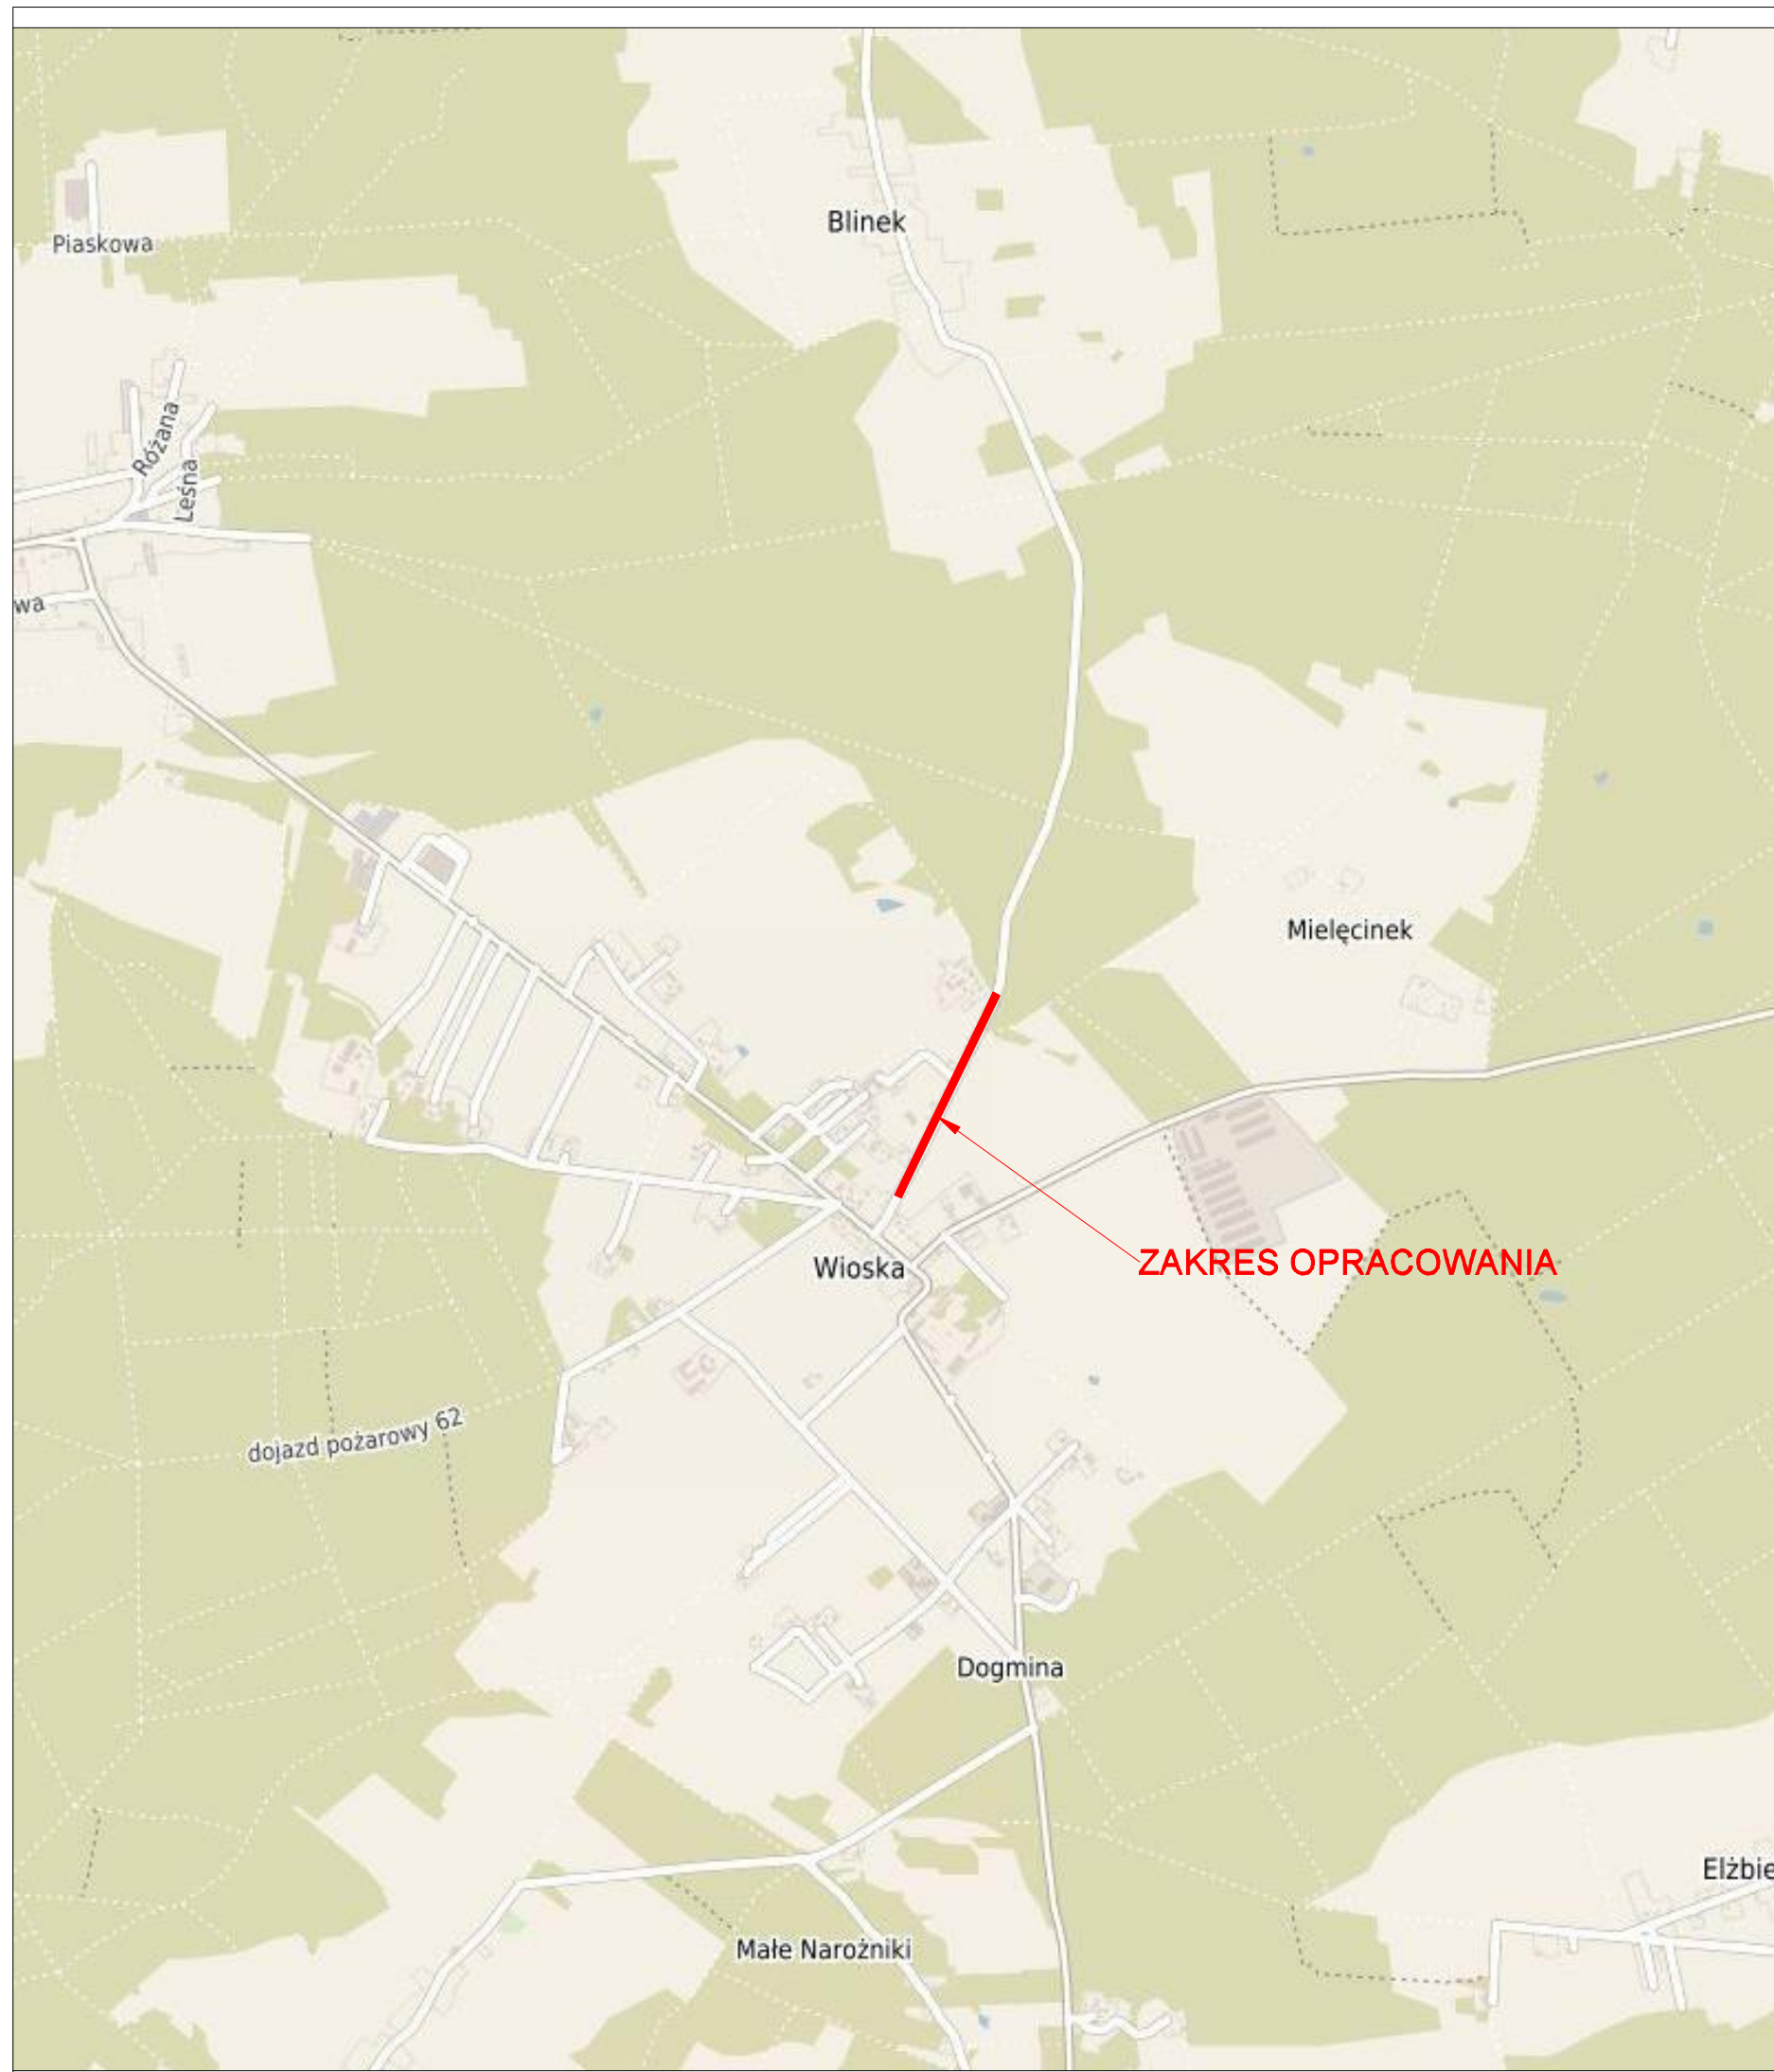 Blinek
Piaskowa
Różana
Leśna
wa
Mielęcinek
ZAKRES OPRACOWANIA
Wioska
dojazd pożarowy 62
Dogmina
Elżbie
Małe Narożniki